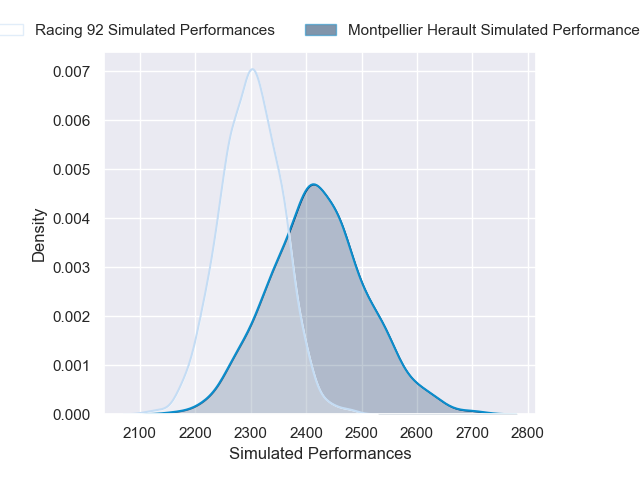 Racing 92 Simulated Performances
Montpellier Herault Simulated Performance
0.007
0.006
0.005
0.004
0.003
0.002
0.001
0.000
Density
2100 2200 2300 2400 2500 2600 2700 2800
Simulated Performances